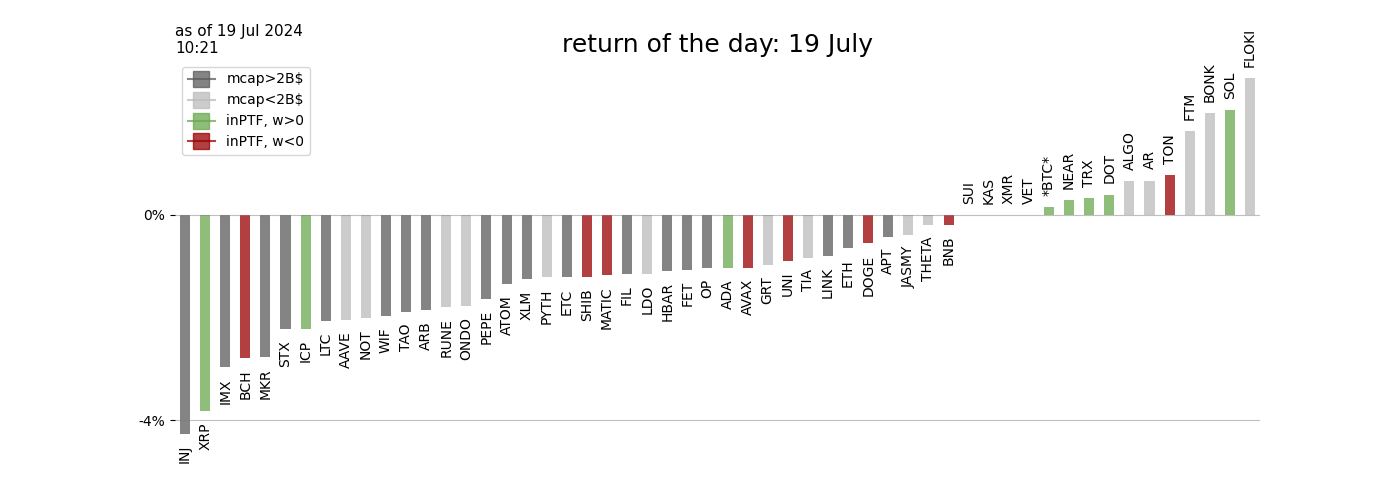 as of 19 Jul 2024
10:21
return of the day: 19 July
mcap>2B$
mcap<2B$
inPTF, w>0
inPTF, w<0
0%
-4%
INJ
XRP
IMX
BCH
MKR
STX
ICP
LTC
AAVE
NOT
WIF
TAO
ARB
RUNE
ONDO
PEPE
ATOM
XLM
PYTH
ETC
SHIB
MATIC
FIL
LDO
HBAR
FET
OP
ADA
AVAX
GRT
UNI
TIA
LINK
ETH
DOGE
APT
JASMY
THETA
BNB
SUI
KAS
XMR
VET
*BTC*
NEAR
TRX
DOT
ALGO
AR
TON
FTM
BONK
SOL
FLOKI